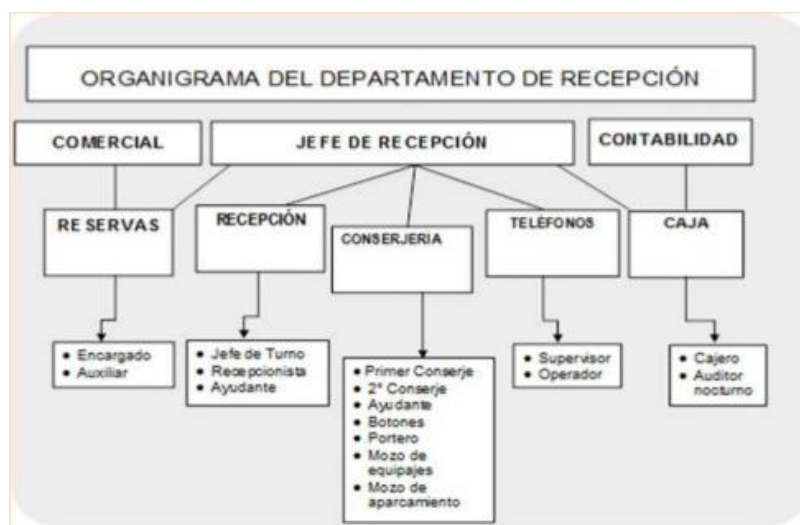 ORGANIGRAMA DEL DEPARTAMENTO DE RECEPCIÓN
COMERCIAL
JEFE DE RECEPCIÓN
CONTABILIDAD
RESERVAS
RECEPCIÓN
CONSERJERIA
TELÉFONOS
CAJA
• Encargado
• Auxiliar
• Jefe de Turno
• Recepcionista
• Ayudante
• Primer Conserje
• 2° Conserje
• Ayudante
• Botones
• Portero
• Mozo de
equipajes
• Mozo de
aparcamiento
• Supervisor
• Operador
• Cajero
• Auditor
nocturno